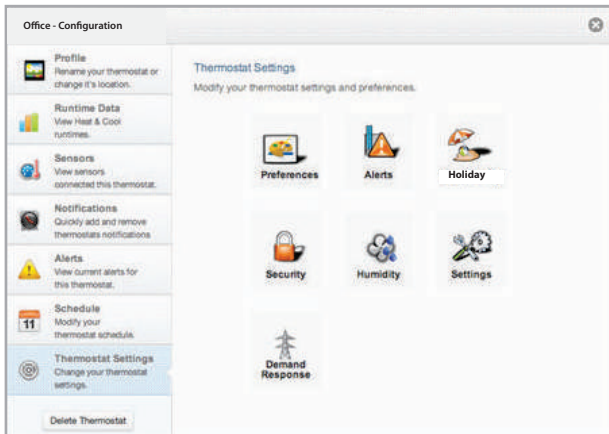 Office - Configuration
Profile
Rename your thermostat or
change it's location.
Runtime Data
View Heat & Cool
runtimes.
Sensors
View sensors
connected this thermostat.
Notifications
Quickly add and remove
thermostats notifications
Alerts
View current alerts for
this thermostat.
Schedule
Modify your
thermostat schedule.
11
Thermostat Settings
Change your thermostat
settings.
Delete Thermostat
Thermostat Settings
Modify your thermostat settings and preferences.
Preferences
Alerts
Holiday
Security
Humidity
Settings
Demand
Response